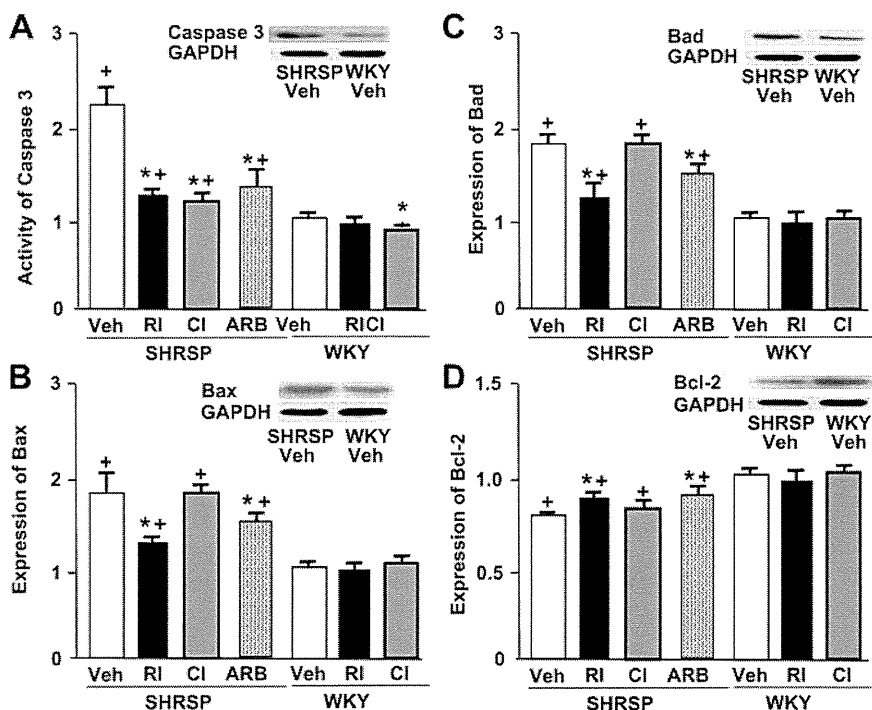 A
Activity of Caspase 3
3
2
1
0
Caspase 3
GAPDH
SHRSP WKY
Veh Veh
+
*+
*+
*+
*
Veh RI CI ARB Veh RI CI
SHRSP WKY
B
Expression of Bax
3
2
1
0
Bax
GAPDH
SHRSP WKY
Veh Veh
+
*+
+
*+
Veh RI CI ARB Veh RI CI
SHRSP WKY
C
Expression of Bad
3
2
1
0
Bad
GAPDH
SHRSP WKY
Veh Veh
+
*+
+
*+
Veh RI CI ARB Veh RI CI
SHRSP WKY
D
Expression of Bcl-2
1.5
1.0
0.5
0
Bcl-2
GAPDH
SHRSP WKY
Veh Veh
+
*+
+
*+
Veh RI CI ARB Veh RI CI
SHRSP WKY